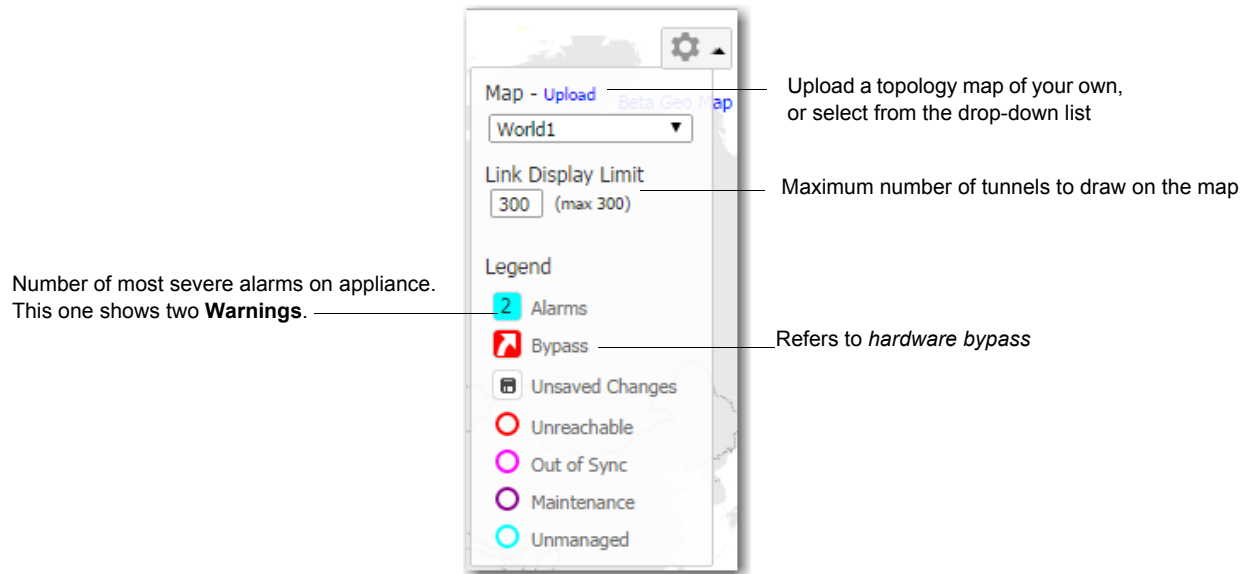 Map - Upload
Beta Geo Map
World1
Link Display Limit
300 (max 300)
Legend
2 Alarms
Bypass
Unsaved Changes
Unreachable
Out of Sync
Maintenance
Unmanaged
Upload a topology map of your own,
or select from the drop-down list
Maximum number of tunnels to draw on the map
Number of most severe alarms on appliance.
This one shows two Warnings.
Refers to hardware bypass